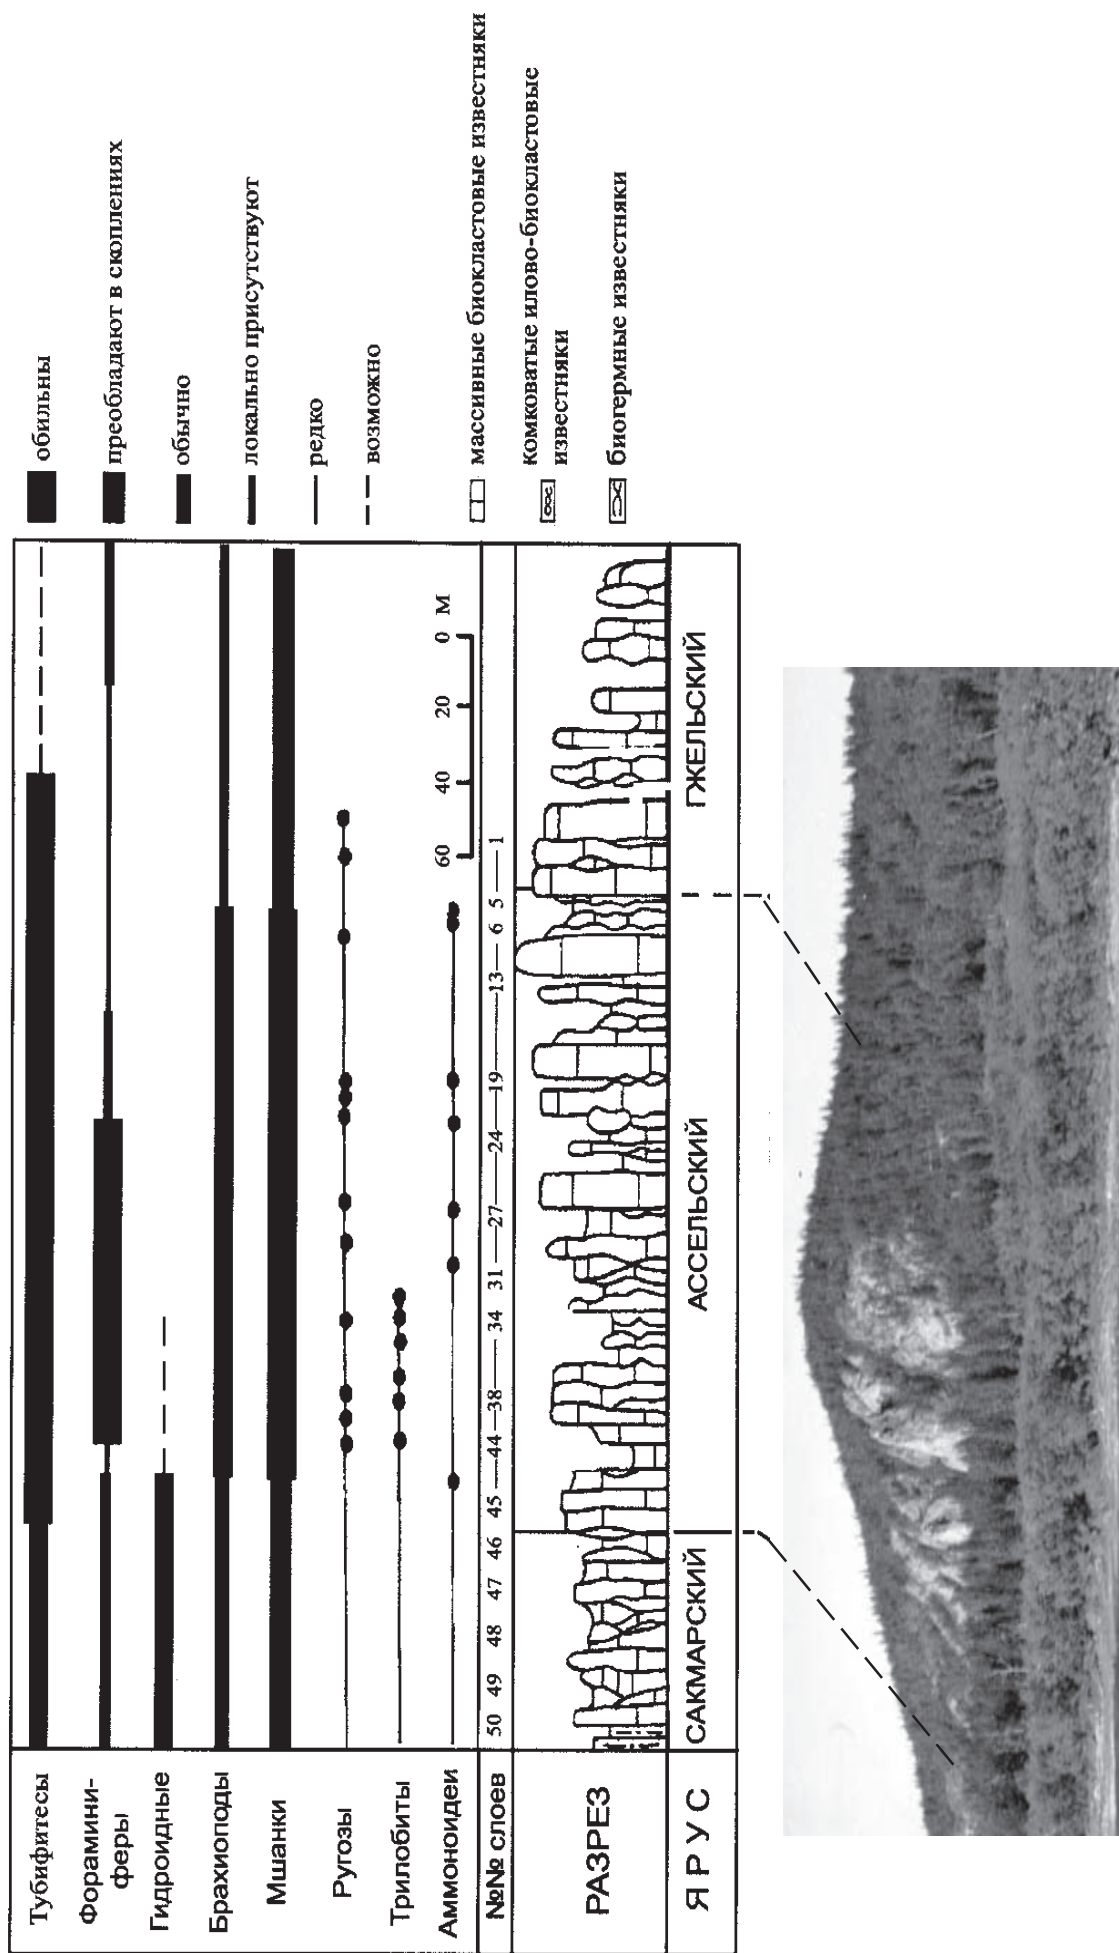 Тубифитесы
Форамини-
феры
Гидроидные
Брахиоподы
Мшанки
Ругозы
Трилобиты
Аммоноидеи
№№ слоев
50 49 48 47 46 45 44 38 34 31 27 24 19 13 6 5 1
60 40 20 0 М
РАЗРЕЗ
ЯРУС
САКМАРСКИЙ
АССЕЛЬСКИЙ
ГЖЕЛЬСКИЙ
обильны
преобладают в скоплениях
обычно
локально присутствуют
редко
возможно
массивные биокластовые известняки
комковатые илово-биокластовые
известняки
биогермные известняки